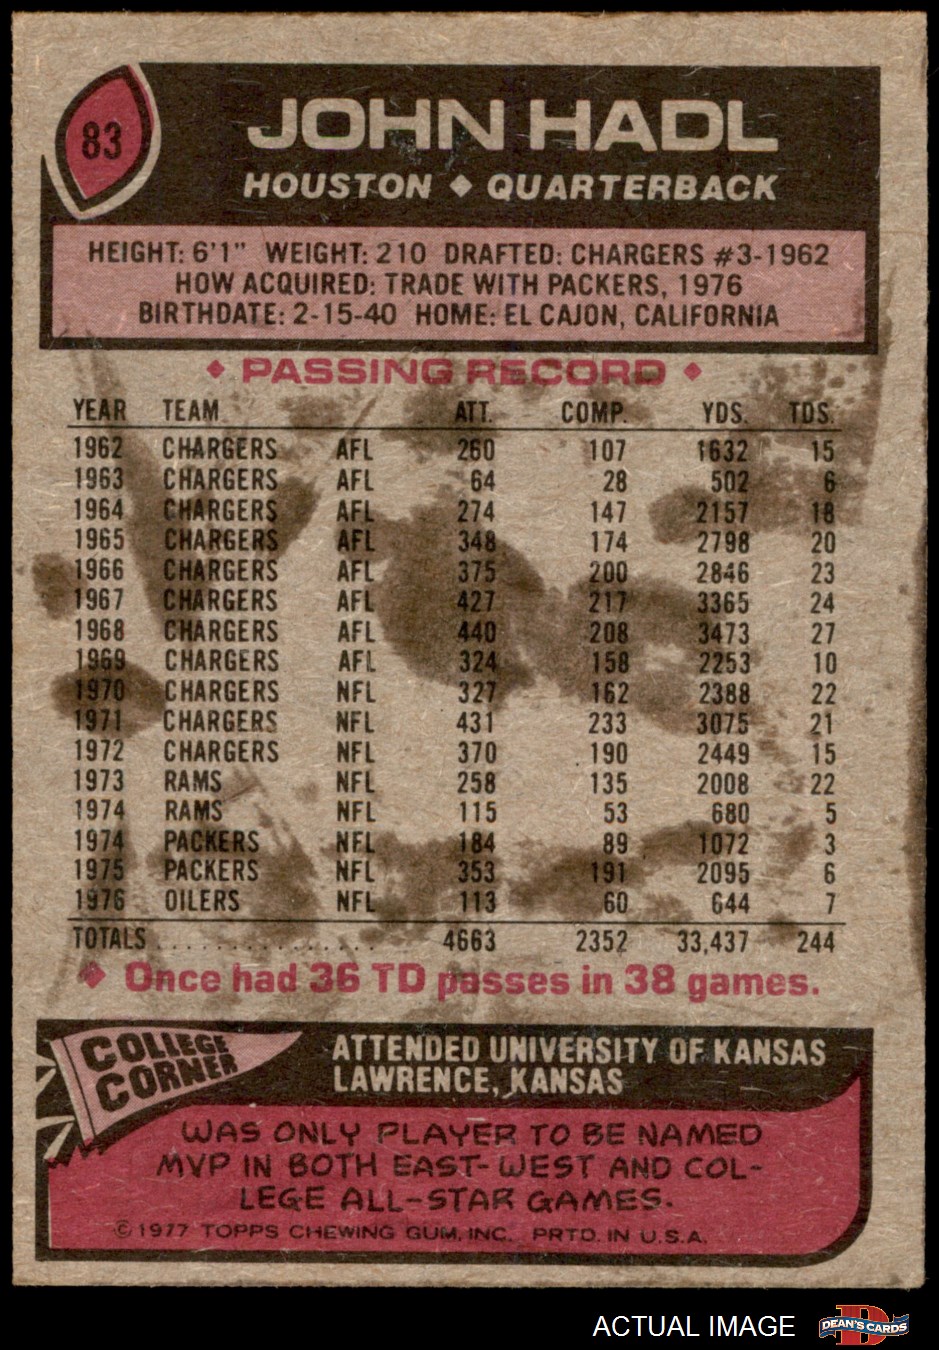 83
JOHN HADL
HOUSTON ♦ QUARTERBACK
HEIGHT: 6'1" WEIGHT: 210 DRAFTED: CHARGERS #3-1962
HOW ACQUIRED: TRADE WITH PACKERS, 1976
BIRTHDATE: 2-15-40 HOME: EL CAJON, CALIFORNIA
♦ PASSING RECORD ♦
YEAR TEAM ATT. COMP. YDS. TDS.
1962 CHARGERS AFL 260 107 1632 15
1963 CHARGERS AFL 64 28 502 6
1964 CHARGERS AFL 274 147 2157 18
1965 CHARGERS AFL 348 174 2798 20
1966 CHARGERS AFL 375 200 2846 23
1967 CHARGERS AFL 427 217 3365 24
1968 CHARGERS AFL 440 208 3473 27
1969 CHARGERS AFL 324 158 2253 10
1970 CHARGERS NFL 327 162 2388 22
1971 CHARGERS NFL 431 233 3075 21
1972 CHARGERS NFL 370 190 2449 15
1973 RAMS NFL 258 135 2008 22
1974 RAMS NFL 115 53 680 5
1974 PACKERS NFL 184 89 1072 3
1975 PACKERS NFL 353 191 2095 6
1976 OILERS NFL 113 60 644 7
TOTALS . . . . . . . . . . . . . . . 4663 2352 33,437 244
♦ Once had 36 TD passes in 38 games.
COLLEGE
CORNER
ATTENDED UNIVERSITY OF KANSAS
LAWRENCE, KANSAS
WAS ONLY PLAYER TO BE NAMED
MVP IN BOTH EAST-WEST AND COL-
LEGE ALL-STAR GAMES.
© 1977 TOPPS CHEWING GUM, INC. PRTD. IN U.S.A.
ACTUAL IMAGE
DEAN'S CARDS